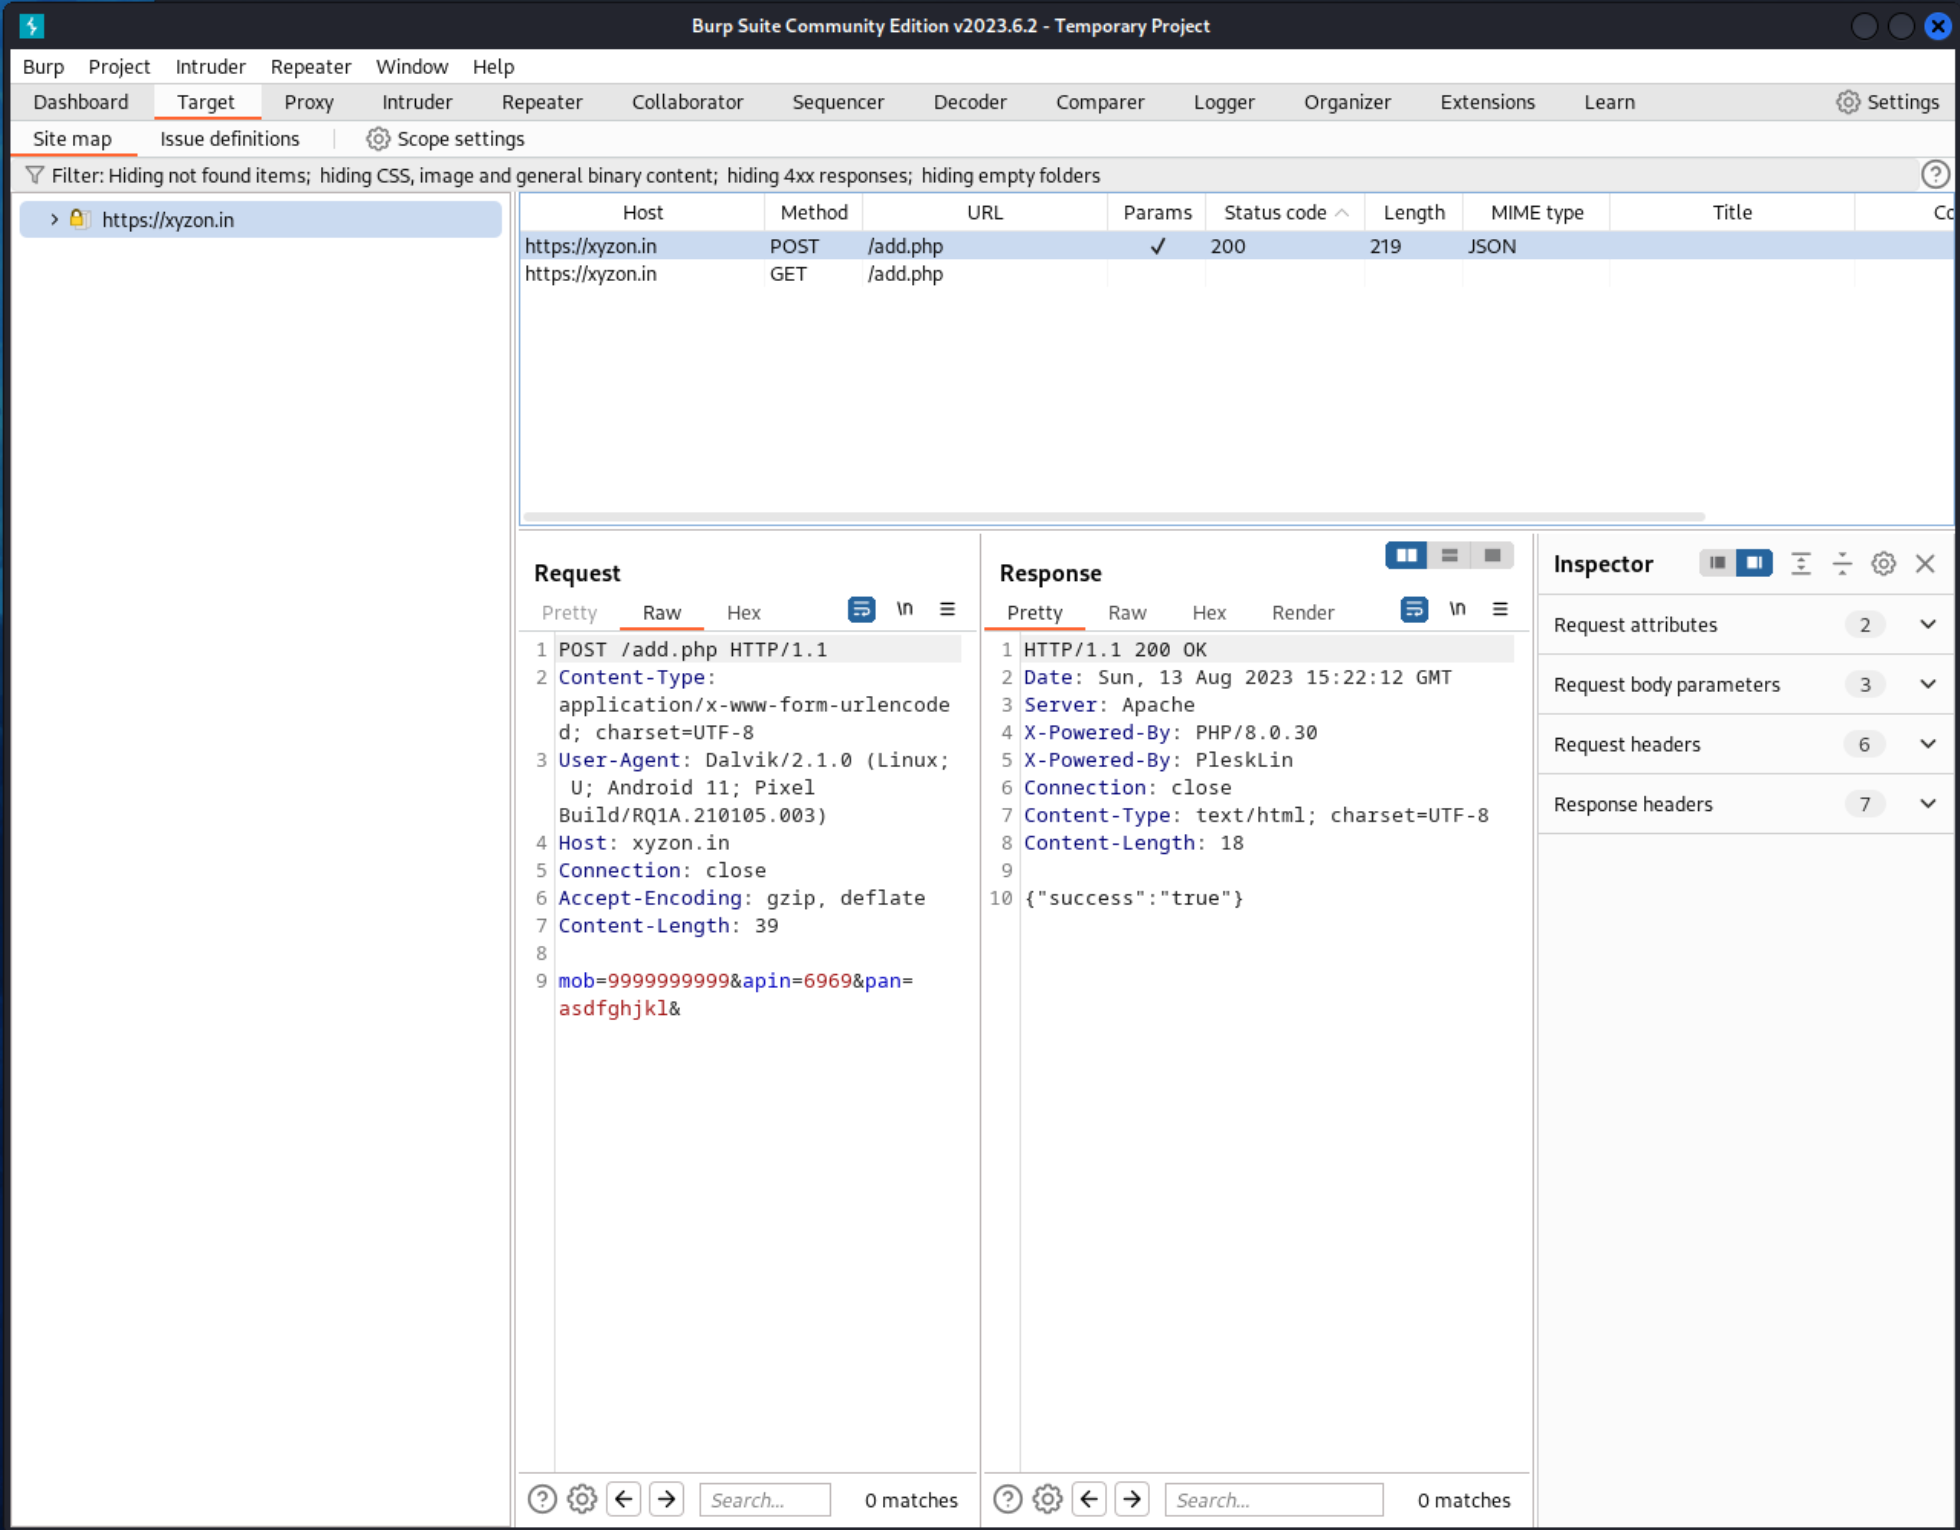 Burp Suite Community Edition v2023.6.2 - Temporary Project
Burp Project Intruder Repeater Window Help
Dashboard Target Proxy Intruder Repeater Collaborator Sequencer Decoder Comparer Logger Organizer Extensions Learn Settings
Site map Issue definitions Scope settings
Filter: Hiding not found items; hiding CSS, image and general binary content; hiding 4xx responses; hiding empty folders
https://xyzon.in
Host Method URL Params Status code Length MIME type Title Co
https://xyzon.in POST /add.php ✓ 200 219 JSON
https://xyzon.in GET /add.php
Request
Pretty Raw Hex \n
1 POST /add.php HTTP/1.1
2 Content-Type:
application/x-www-form-urlencode
d; charset=UTF-8
3 User-Agent: Dalvik/2.1.0 (Linux;
U; Android 11; Pixel
Build/RQ1A.210105.003)
4 Host: xyzon.in
5 Connection: close
6 Accept-Encoding: gzip, deflate
7 Content-Length: 39
8
9 mob=9999999999&apin=6969&pan=
asdfghjkl&
Search... 0 matches
Response
Pretty Raw Hex Render \n
1 HTTP/1.1 200 OK
2 Date: Sun, 13 Aug 2023 15:22:12 GMT
3 Server: Apache
4 X-Powered-By: PHP/8.0.30
5 X-Powered-By: PleskLin
6 Connection: close
7 Content-Type: text/html; charset=UTF-8
8 Content-Length: 18
9
10 {"success":"true"}
Search... 0 matches
Inspector
Request attributes 2
Request body parameters 3
Request headers 6
Response headers 7